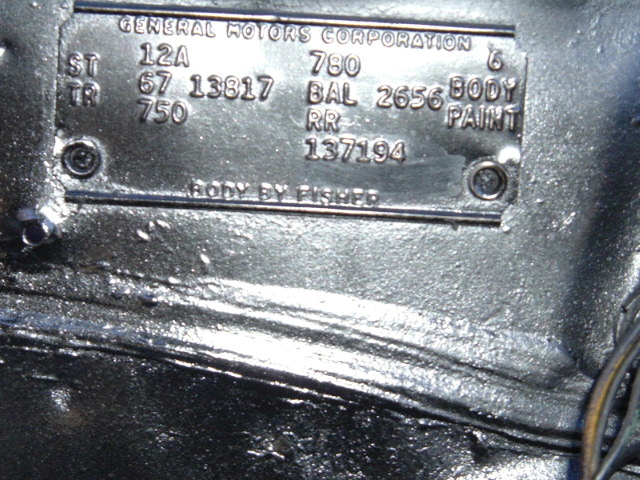 GENERAL MOTORS CORPORATION
12A 780 6
ST 67 13817 BAL 2656 BODY
TR 750 RR PAINT
137194
BODY BY FISHER